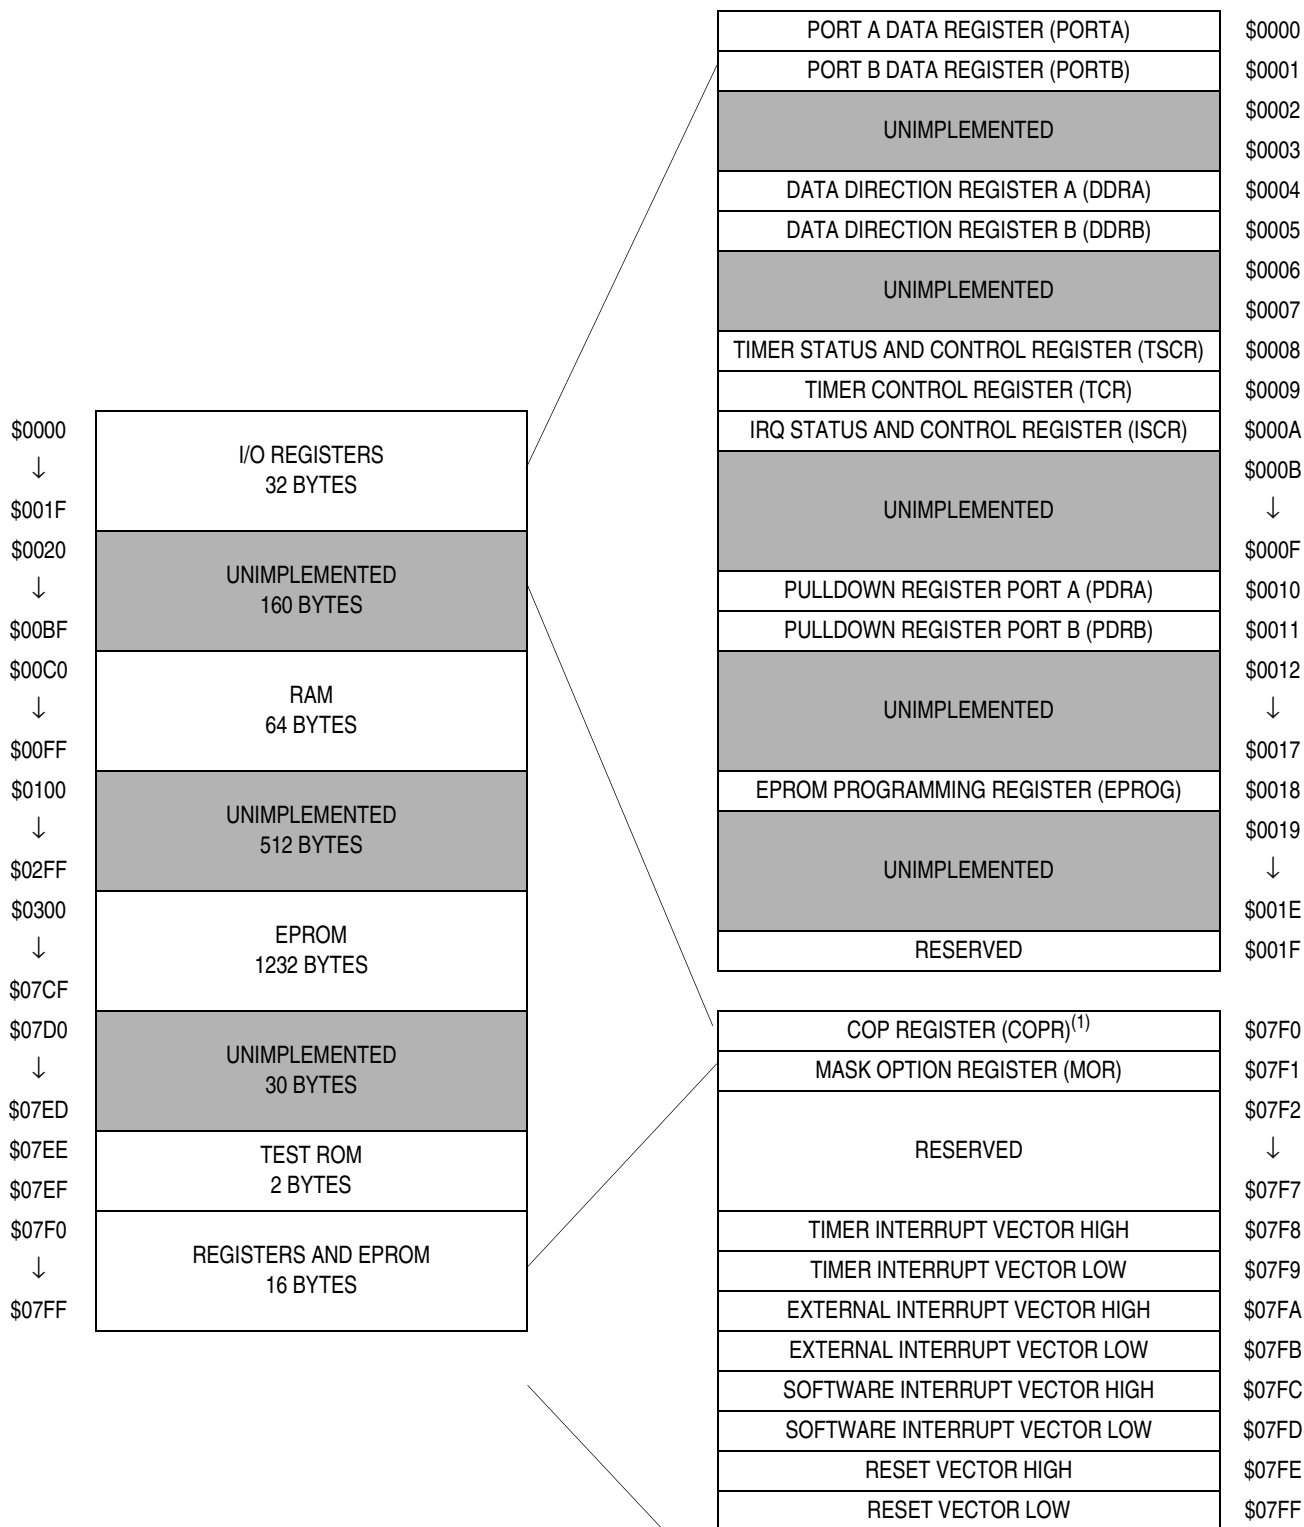 $0000
↓
$001F
I/O REGISTERS
32 BYTES
$0020
↓
$00BF
UNIMPLEMENTED
160 BYTES
$00C0
↓
$00FF
RAM
64 BYTES
$0100
↓
$02FF
UNIMPLEMENTED
512 BYTES
$0300
↓
$07CF
EPROM
1232 BYTES
$07D0
↓
$07ED
UNIMPLEMENTED
30 BYTES
$07EE
$07EF
TEST ROM
2 BYTES
$07F0
↓
$07FF
REGISTERS AND EPROM
16 BYTES
PORT A DATA REGISTER (PORTA) $0000
PORT B DATA REGISTER (PORTB) $0001
UNIMPLEMENTED
$0002
$0003
DATA DIRECTION REGISTER A (DDRA) $0004
DATA DIRECTION REGISTER B (DDRB) $0005
UNIMPLEMENTED
$0006
$0007
TIMER STATUS AND CONTROL REGISTER (TSCR) $0008
TIMER CONTROL REGISTER (TCR) $0009
IRQ STATUS AND CONTROL REGISTER (ISCR) $000A
UNIMPLEMENTED
$000B
↓
$000F
PULLDOWN REGISTER PORT A (PDRA) $0010
PULLDOWN REGISTER PORT B (PDRB) $0011
UNIMPLEMENTED
$0012
↓
$0017
EPROM PROGRAMMING REGISTER (EPROG) $0018
UNIMPLEMENTED
$0019
↓
$001E
RESERVED $001F
COP REGISTER (COPR)(1) $07F0
MASK OPTION REGISTER (MOR) $07F1
RESERVED
$07F2
↓
$07F7
TIMER INTERRUPT VECTOR HIGH $07F8
TIMER INTERRUPT VECTOR LOW $07F9
EXTERNAL INTERRUPT VECTOR HIGH $07FA
EXTERNAL INTERRUPT VECTOR LOW $07FB
SOFTWARE INTERRUPT VECTOR HIGH $07FC
SOFTWARE INTERRUPT VECTOR LOW $07FD
RESET VECTOR HIGH $07FE
RESET VECTOR LOW $07FF